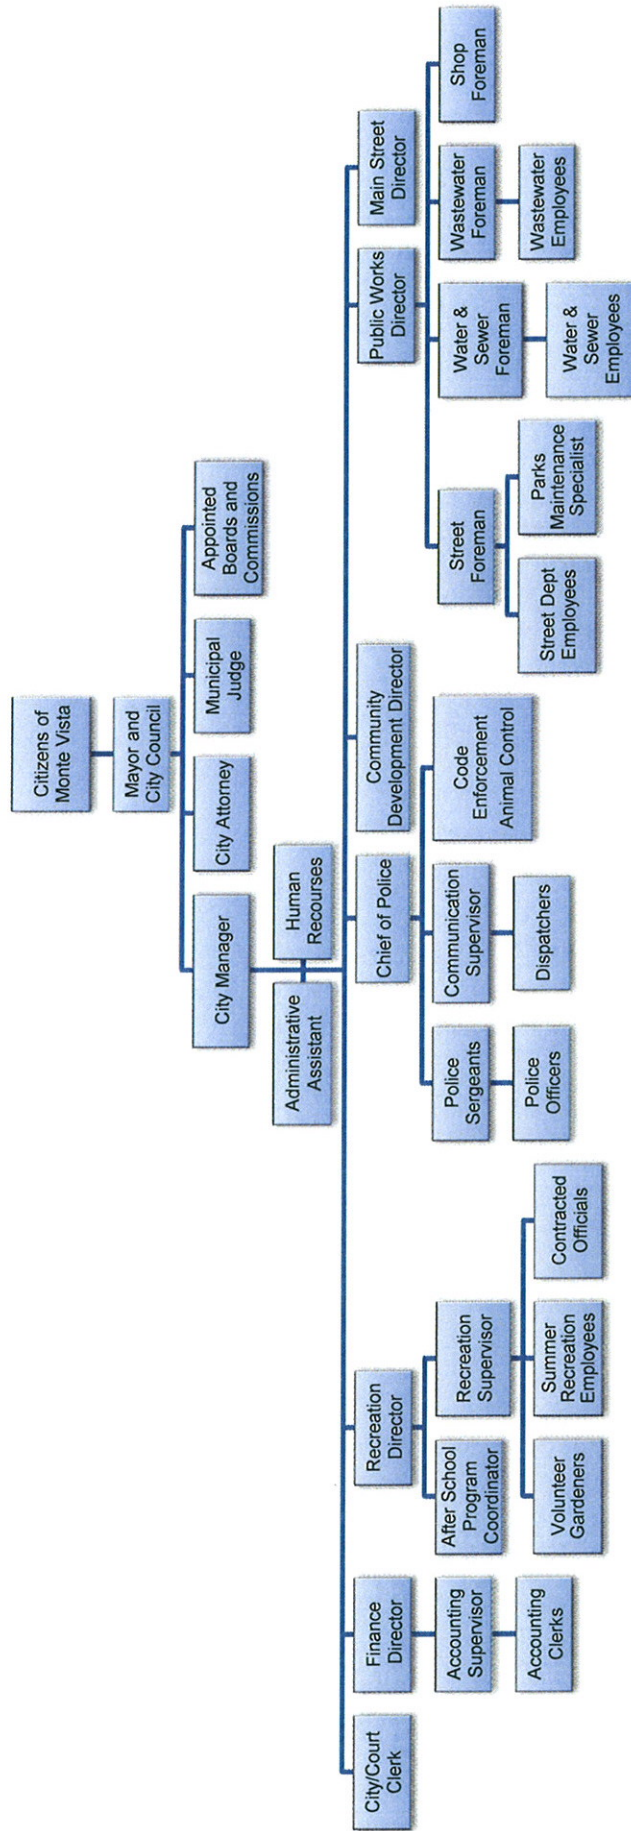 Citizens of
Monte Vista
Mayor and
City Council
City Manager
City Attorney
Municipal
Judge
Appointed
Boards and
Commissions
Administrative
Assistant
Human
Recourses
City/Court
Clerk
Finance
Director
Recreation
Director
Chief of Police
Community
Development Director
Public Works
Director
Main Street
Director
Accounting
Supervisor
Accounting
Clerks
After School
Program
Coordinator
Recreation
Supervisor
Volunteer
Gardeners
Summer
Recreation
Employees
Contracted
Officials
Police
Sergeants
Communication
Supervisor
Code
Enforcement
Animal Control
Police
Officers
Dispatchers
Street
Foreman
Water &
Sewer
Foreman
Wastewater
Foreman
Shop
Foreman
Street Dept
Employees
Parks
Maintenance
Specialist
Water &
Sewer
Employees
Wastewater
Employees